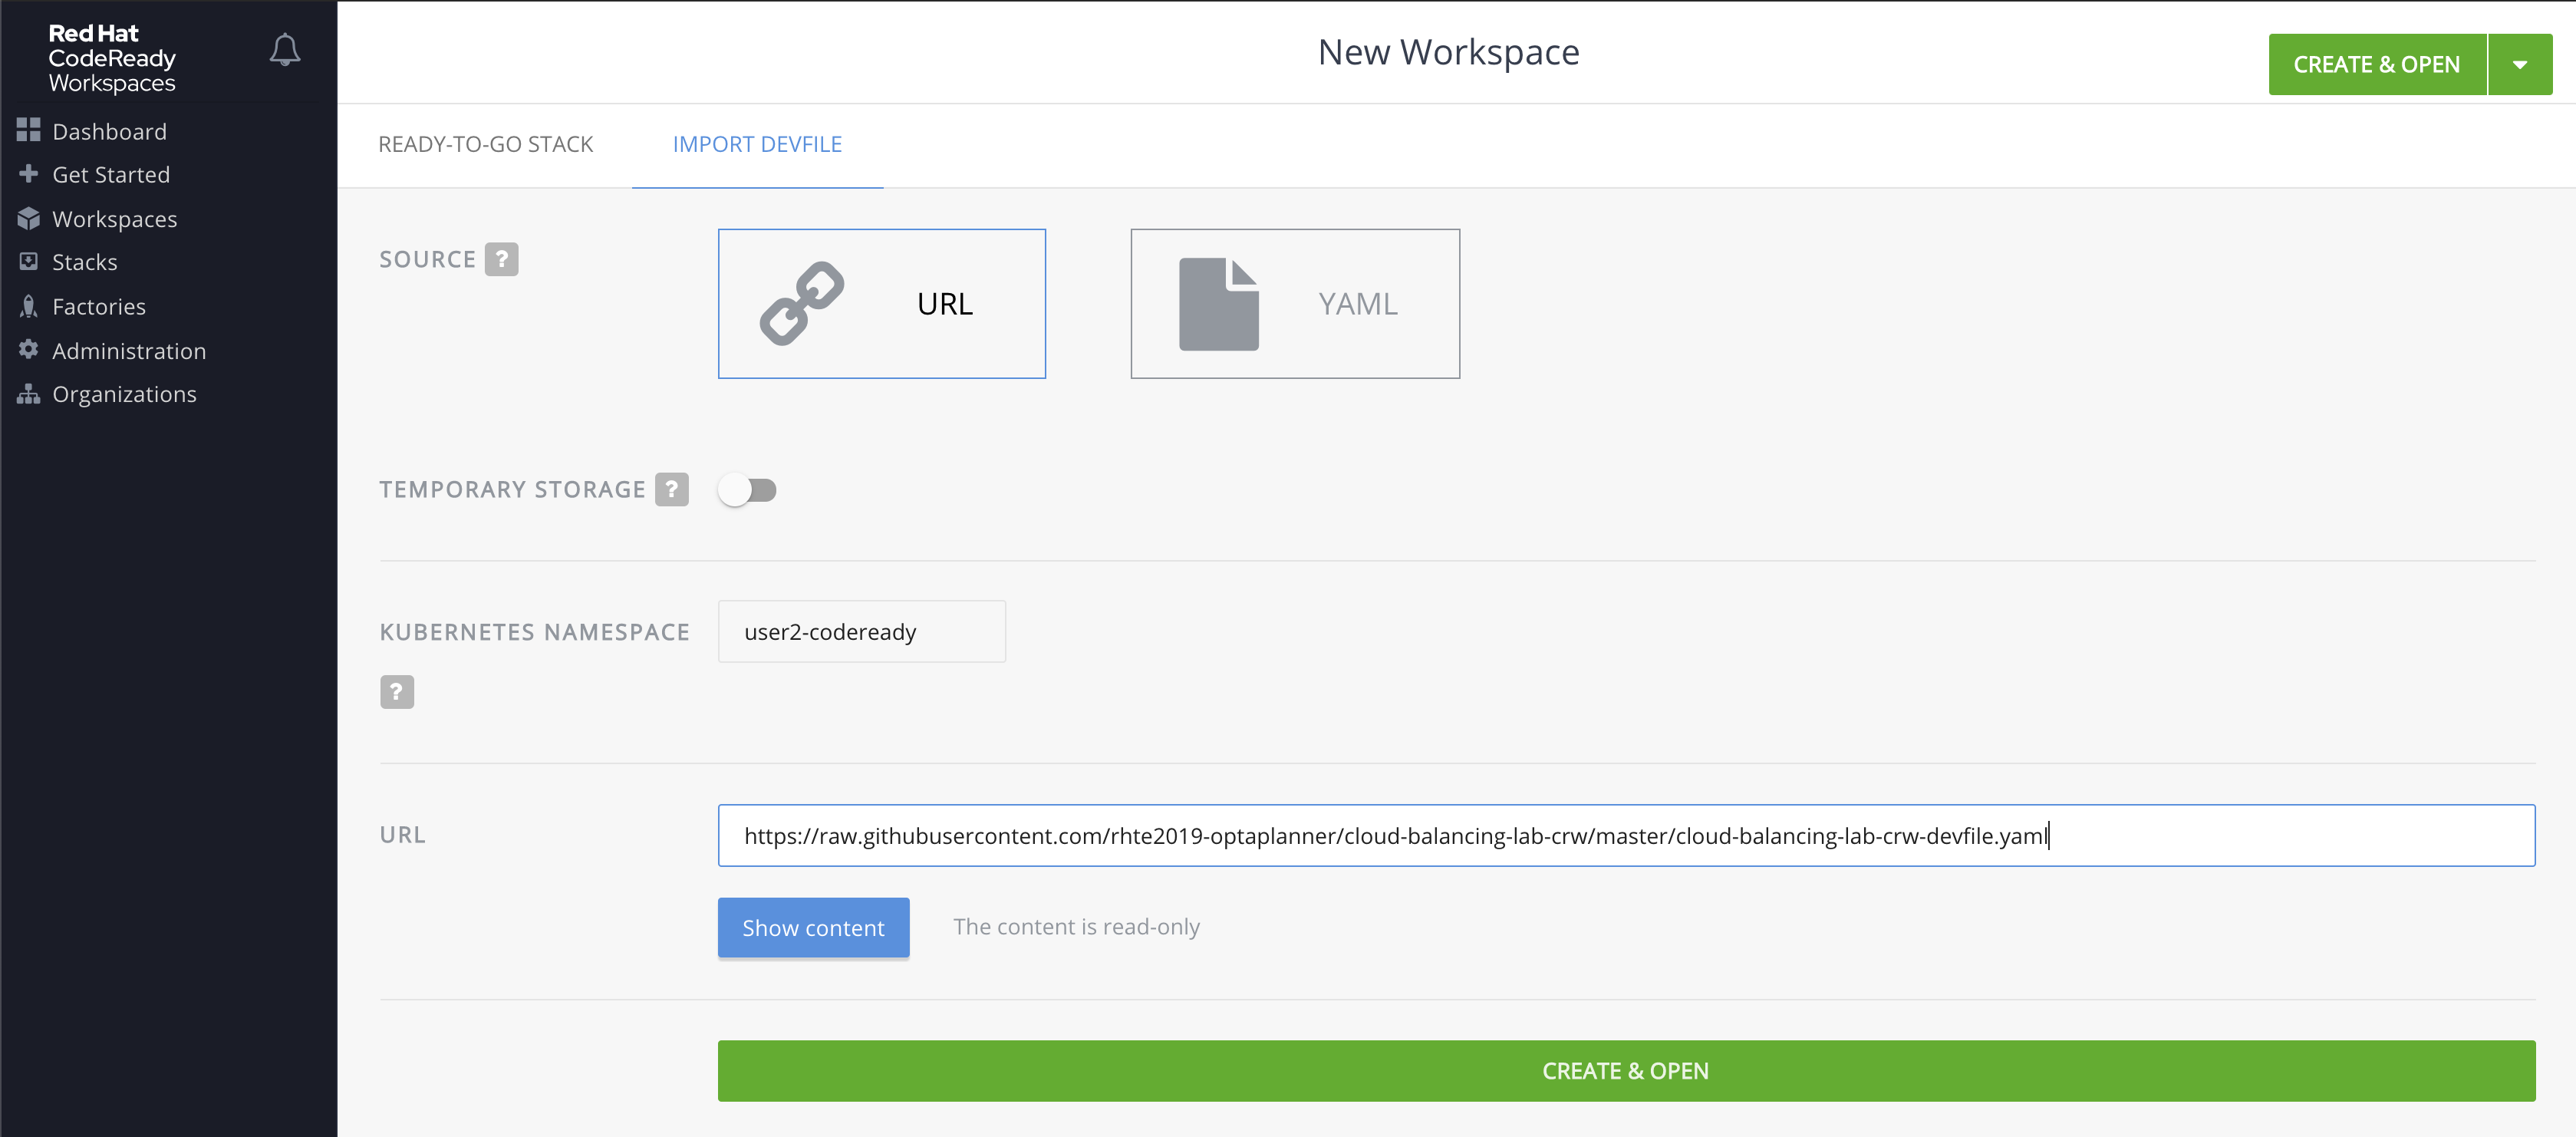 Red Hat
CodeReady
Workspaces
Dashboard
Get Started
Workspaces
Stacks
Factories
Administration
Organizations
New Workspace
CREATE & OPEN
READY-TO-GO STACK
IMPORT DEVFILE
SOURCE ?
URL
YAML
TEMPORARY STORAGE ?
KUBERNETES NAMESPACE
?
user2-codeready
URL
https://raw.githubusercontent.com/rhte2019-optaplanner/cloud-balancing-lab-crw/master/cloud-balancing-lab-crw-devfile.yaml
Show content
The content is read-only
CREATE & OPEN